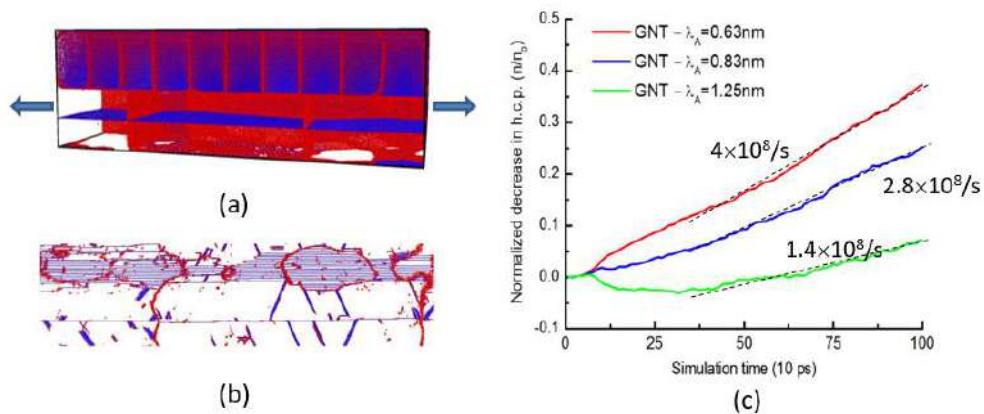 (a)
(b)
GNT – λA=0.63nm
GNT – λA=0.83nm
GNT – λA=1.25nm
4×10⁸/s
2.8×10⁸/s
1.4×10⁸/s
Normalized decrease in h.c.p. (n/n₀)
0.5
0.4
0.3
0.2
0.1
0.0
-0.1
0 25 50 75 100
Simulation time (10 ps)
(c)